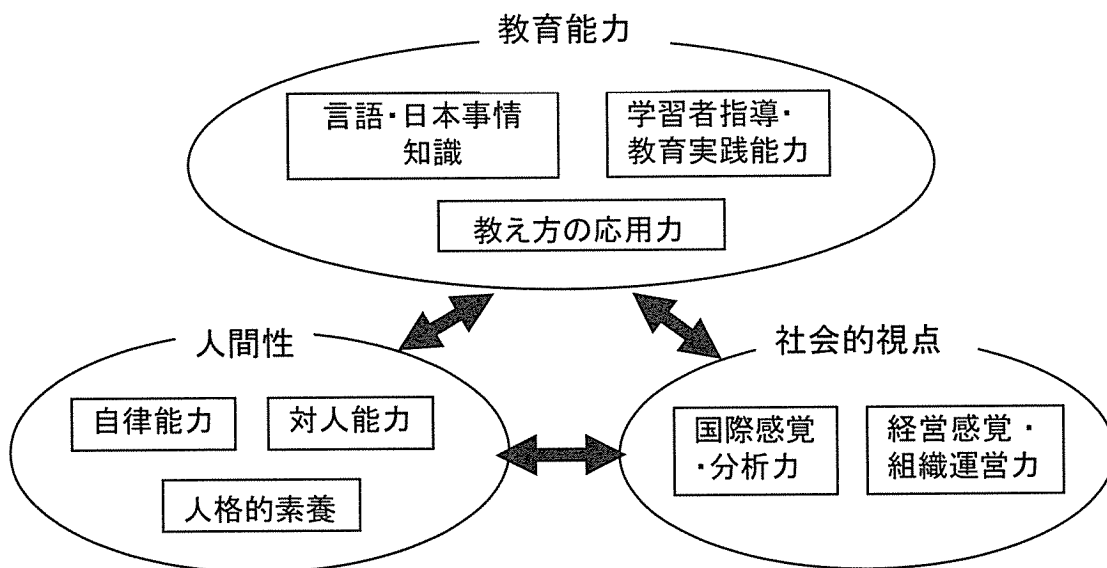 教育能力
言語・日本事情
知識
学習者指導・
教育実践能力
教え方の応用力
人間性
自律能力
対人能力
人格的素養
社会的視点
国際感覚
・分析力
経営感覚・
組織運営力